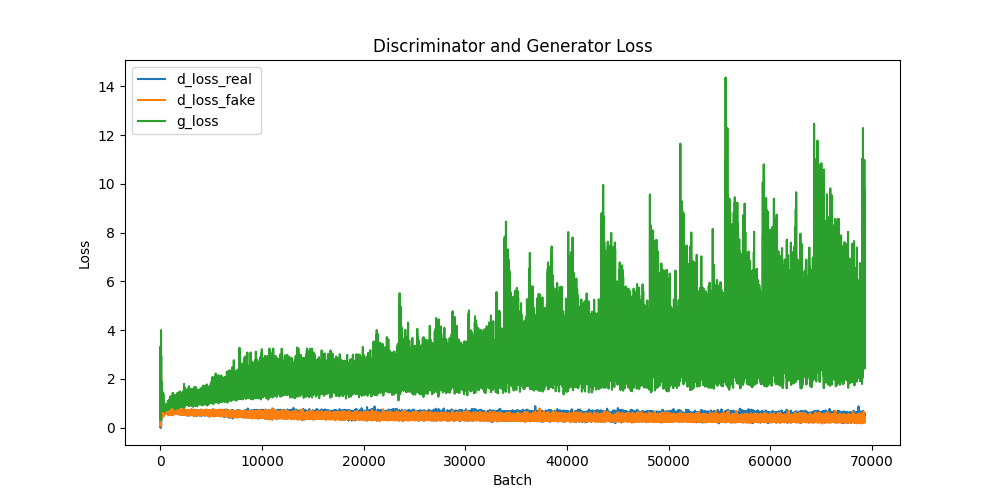 Discriminator and Generator Loss
d_loss_real
d_loss_fake
g_loss
Loss
14
12
10
8
6
4
2
0
0 10000 20000 30000 40000 50000 60000 70000
Batch